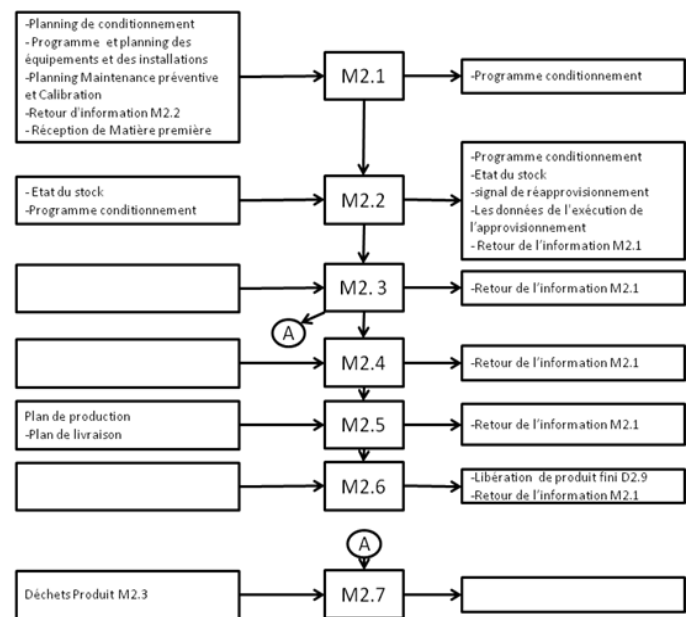 -Planning de conditionnement
- Programme et planning des
équipements et des installations
-Planning Maintenance préventive
et Calibration
-Retour d'information M2.2
- Réception de Matière première
M2.1
-Programme conditionnement
- Etat du stock
-Programme conditionnement
M2.2
-Programme conditionnement
-Etat du stock
-signal de réapprovisionnement
-Les données de l'exécution de
l'approvisionnement
- Retour de l'information M2.1
M2. 3
-Retour de l'information M2.1
A
M2.4
-Retour de l'information M2.1
Plan de production
-Plan de livraison
M2.5
-Retour de l'information M2.1
M2.6
-Libération de produit fini D2.9
-Retour de l'information M2.1
A
Déchets Produit M2.3
M2.7